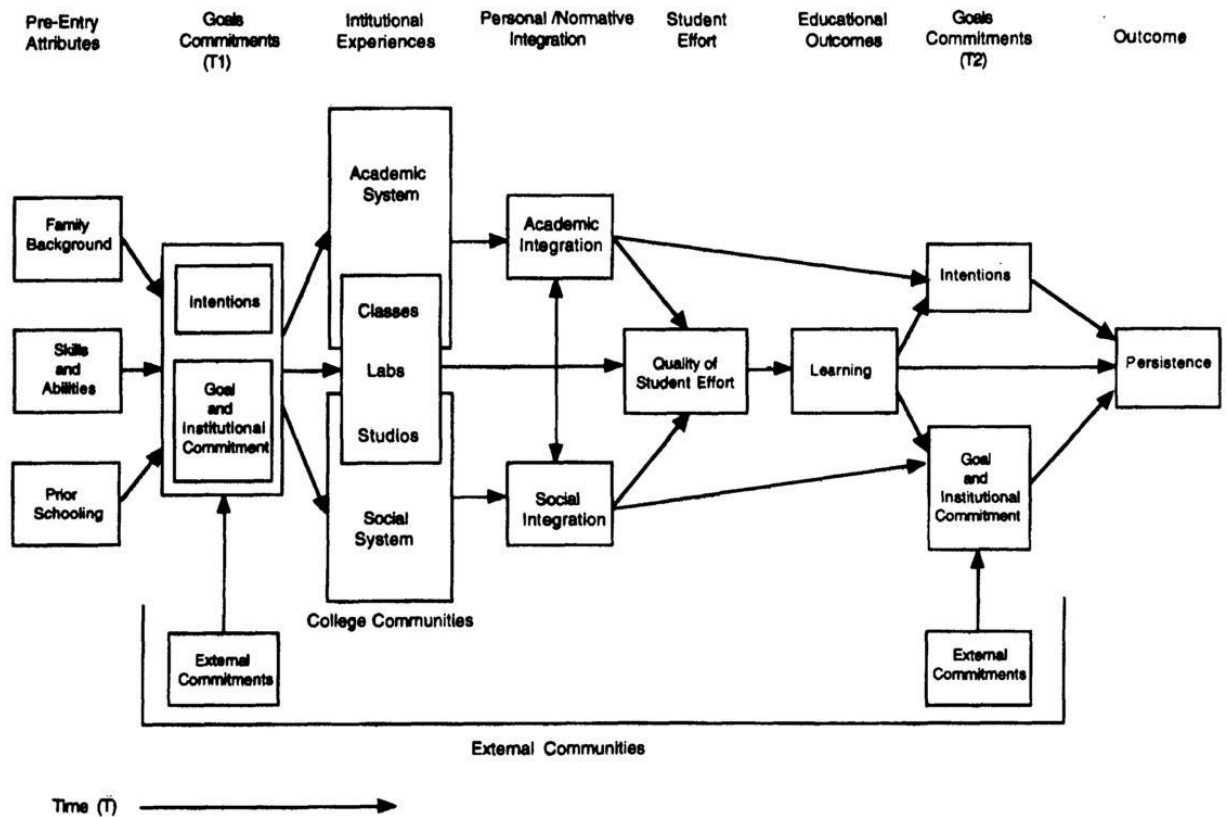 Pre-Entry
Attributes
Goals
Commitments
(T1)
Intitutional
Experiences
Personal /Normative
Integration
Student
Effort
Educational
Outcomes
Goals
Commitments
(T2)
Outcome
Family
Background
Skills
and
Abilities
Prior
Schooling
Intentions
Goal
and
Institutional
Commitment
Academic
System
Classes
Labs
Studios
Social
System
College Communities
Academic
Integration
Social
Integration
Quality of
Student Effort
Learning
Intentions
Goal
and
Institutional
Commitment
Persistence
External
Commitments
External
Commitments
External Communities
Time (T)